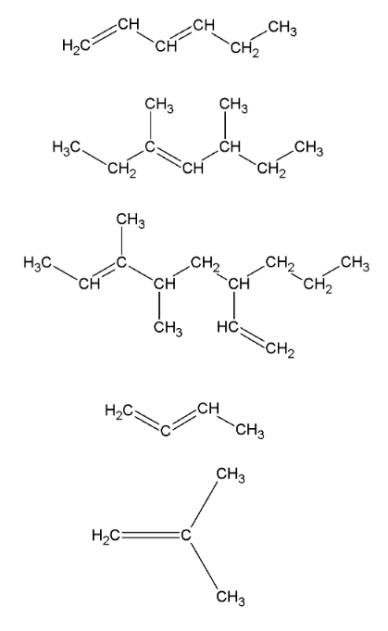 H₂C CH CH CH CH₂ CH₃
CH₃ CH₃
H₃C CH₂ C CH CH CH₂ CH₃
CH₃
H₃C CH C CH CH₂ CH CH₂ CH₂ CH₃
CH₃ HC CH₂
H₂C C CH CH₃
CH₃
H₂C C
CH₃